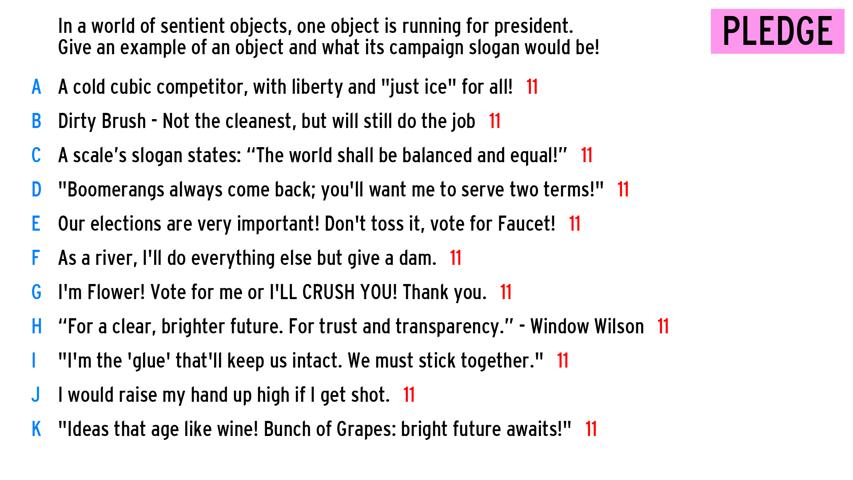 In a world of sentient objects, one object is running for president.
Give an example of an object and what its campaign slogan would be!
PLEDGE
A A cold cubic competitor, with liberty and "just ice" for all! 11
B Dirty Brush - Not the cleanest, but will still do the job 11
C A scale’s slogan states: “The world shall be balanced and equal!” 11
D "Boomerangs always come back; you'll want me to serve two terms!" 11
E Our elections are very important! Don't toss it, vote for Faucet! 11
F As a river, I'll do everything else but give a dam. 11
G I'm Flower! Vote for me or I'LL CRUSH YOU! Thank you. 11
H “For a clear, brighter future. For trust and transparency.” - Window Wilson 11
I "I'm the 'glue' that'll keep us intact. We must stick together." 11
J I would raise my hand up high if I get shot. 11
K "Ideas that age like wine! Bunch of Grapes: bright future awaits!" 11